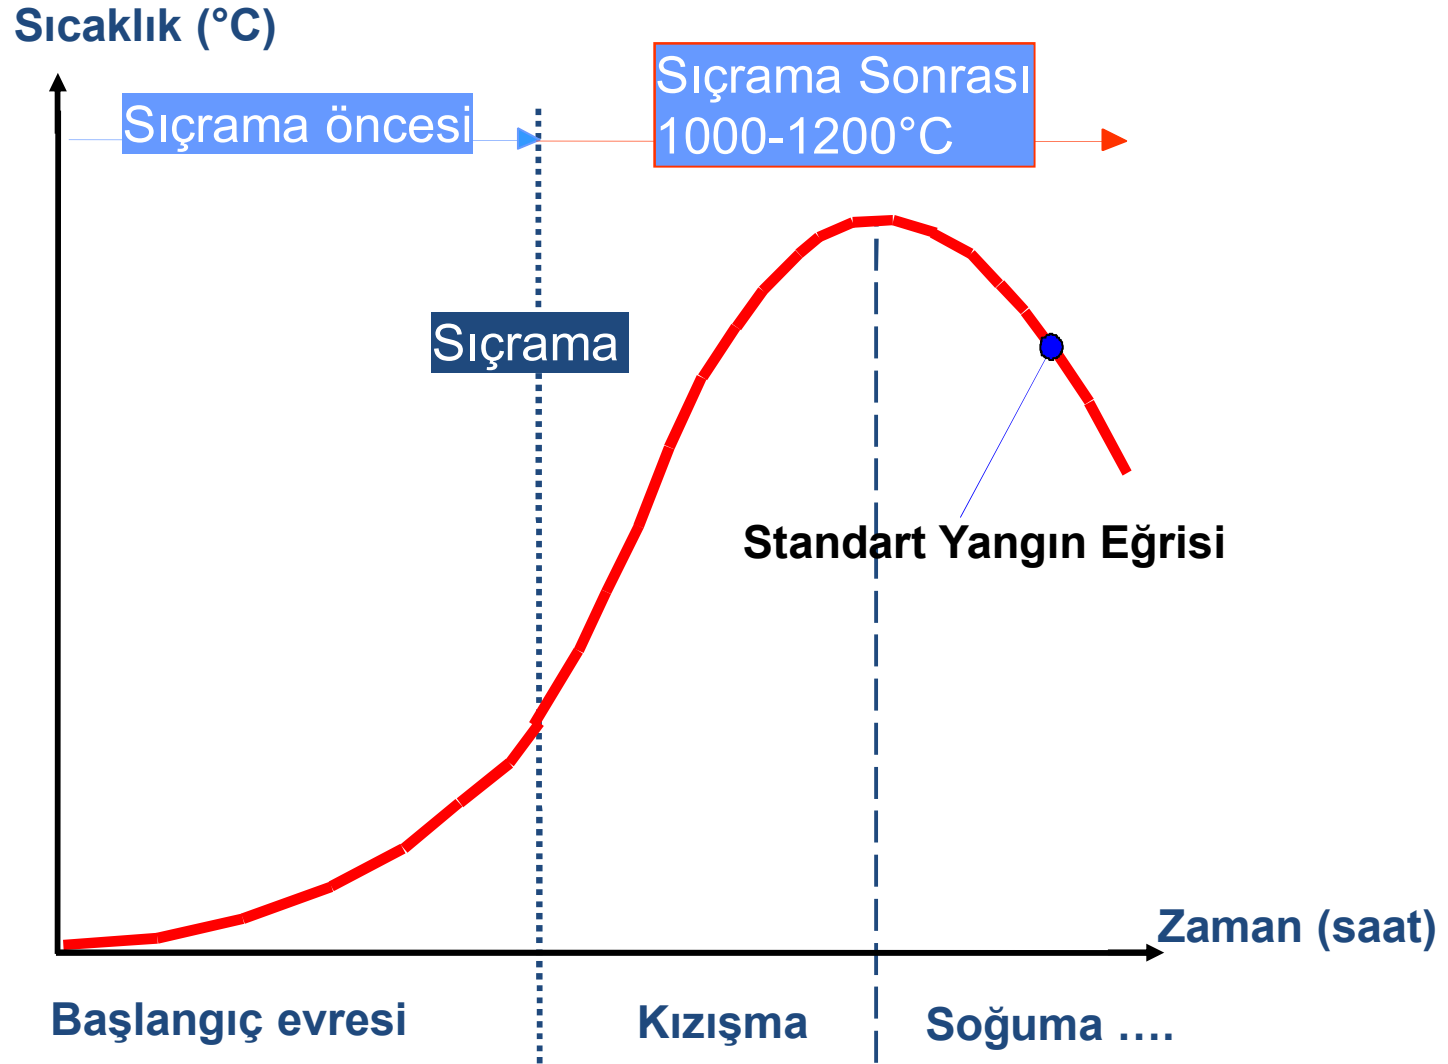 Sıcaklık (°C)
Sıçrama öncesi
Sıçrama Sonrası
1000-1200°C
Sıçrama
Standart Yangın Eğrisi
Zaman (saat)
Başlangıç evresi
Kızışma
Soğuma ....